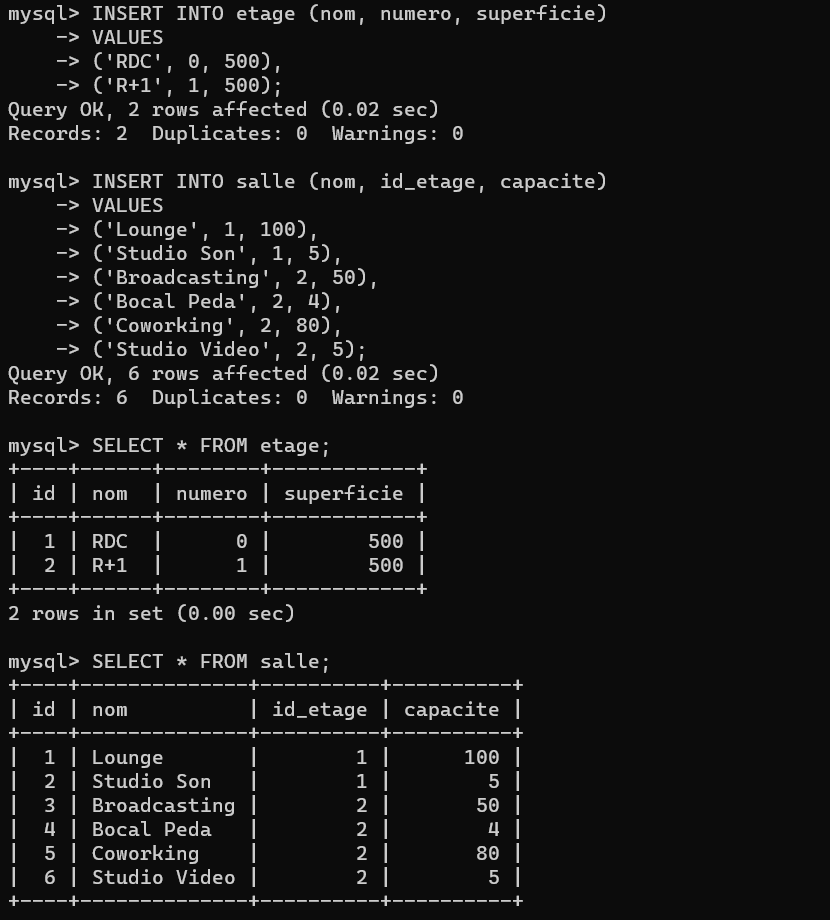 mysql> INSERT INTO etage (nom, numero, superficie)
    -> VALUES
    -> ('RDC', 0, 500),
    -> ('R+1', 1, 500);
Query OK, 2 rows affected (0.02 sec)
Records: 2  Duplicates: 0  Warnings: 0

mysql> INSERT INTO salle (nom, id_etage, capacite)
    -> VALUES
    -> ('Lounge', 1, 100),
    -> ('Studio Son', 1, 5),
    -> ('Broadcasting', 2, 50),
    -> ('Bocal Peda', 2, 4),
    -> ('Coworking', 2, 80),
    -> ('Studio Video', 2, 5);
Query OK, 6 rows affected (0.02 sec)
Records: 6  Duplicates: 0  Warnings: 0

mysql> SELECT * FROM etage;
+----+------+--------+------------+
| id | nom  | numero | superficie |
+----+------+--------+------------+
|  1 | RDC  |      0 |        500 |
|  2 | R+1  |      1 |        500 |
+----+------+--------+------------+
2 rows in set (0.00 sec)

mysql> SELECT * FROM salle;
+----+--------------+----------+----------+
| id | nom          | id_etage | capacite |
+----+--------------+----------+----------+
|  1 | Lounge       |        1 |      100 |
|  2 | Studio Son   |        1 |        5 |
|  3 | Broadcasting |        2 |       50 |
|  4 | Bocal Peda   |        2 |        4 |
|  5 | Coworking    |        2 |       80 |
|  6 | Studio Video |        2 |        5 |
+----+--------------+----------+----------+